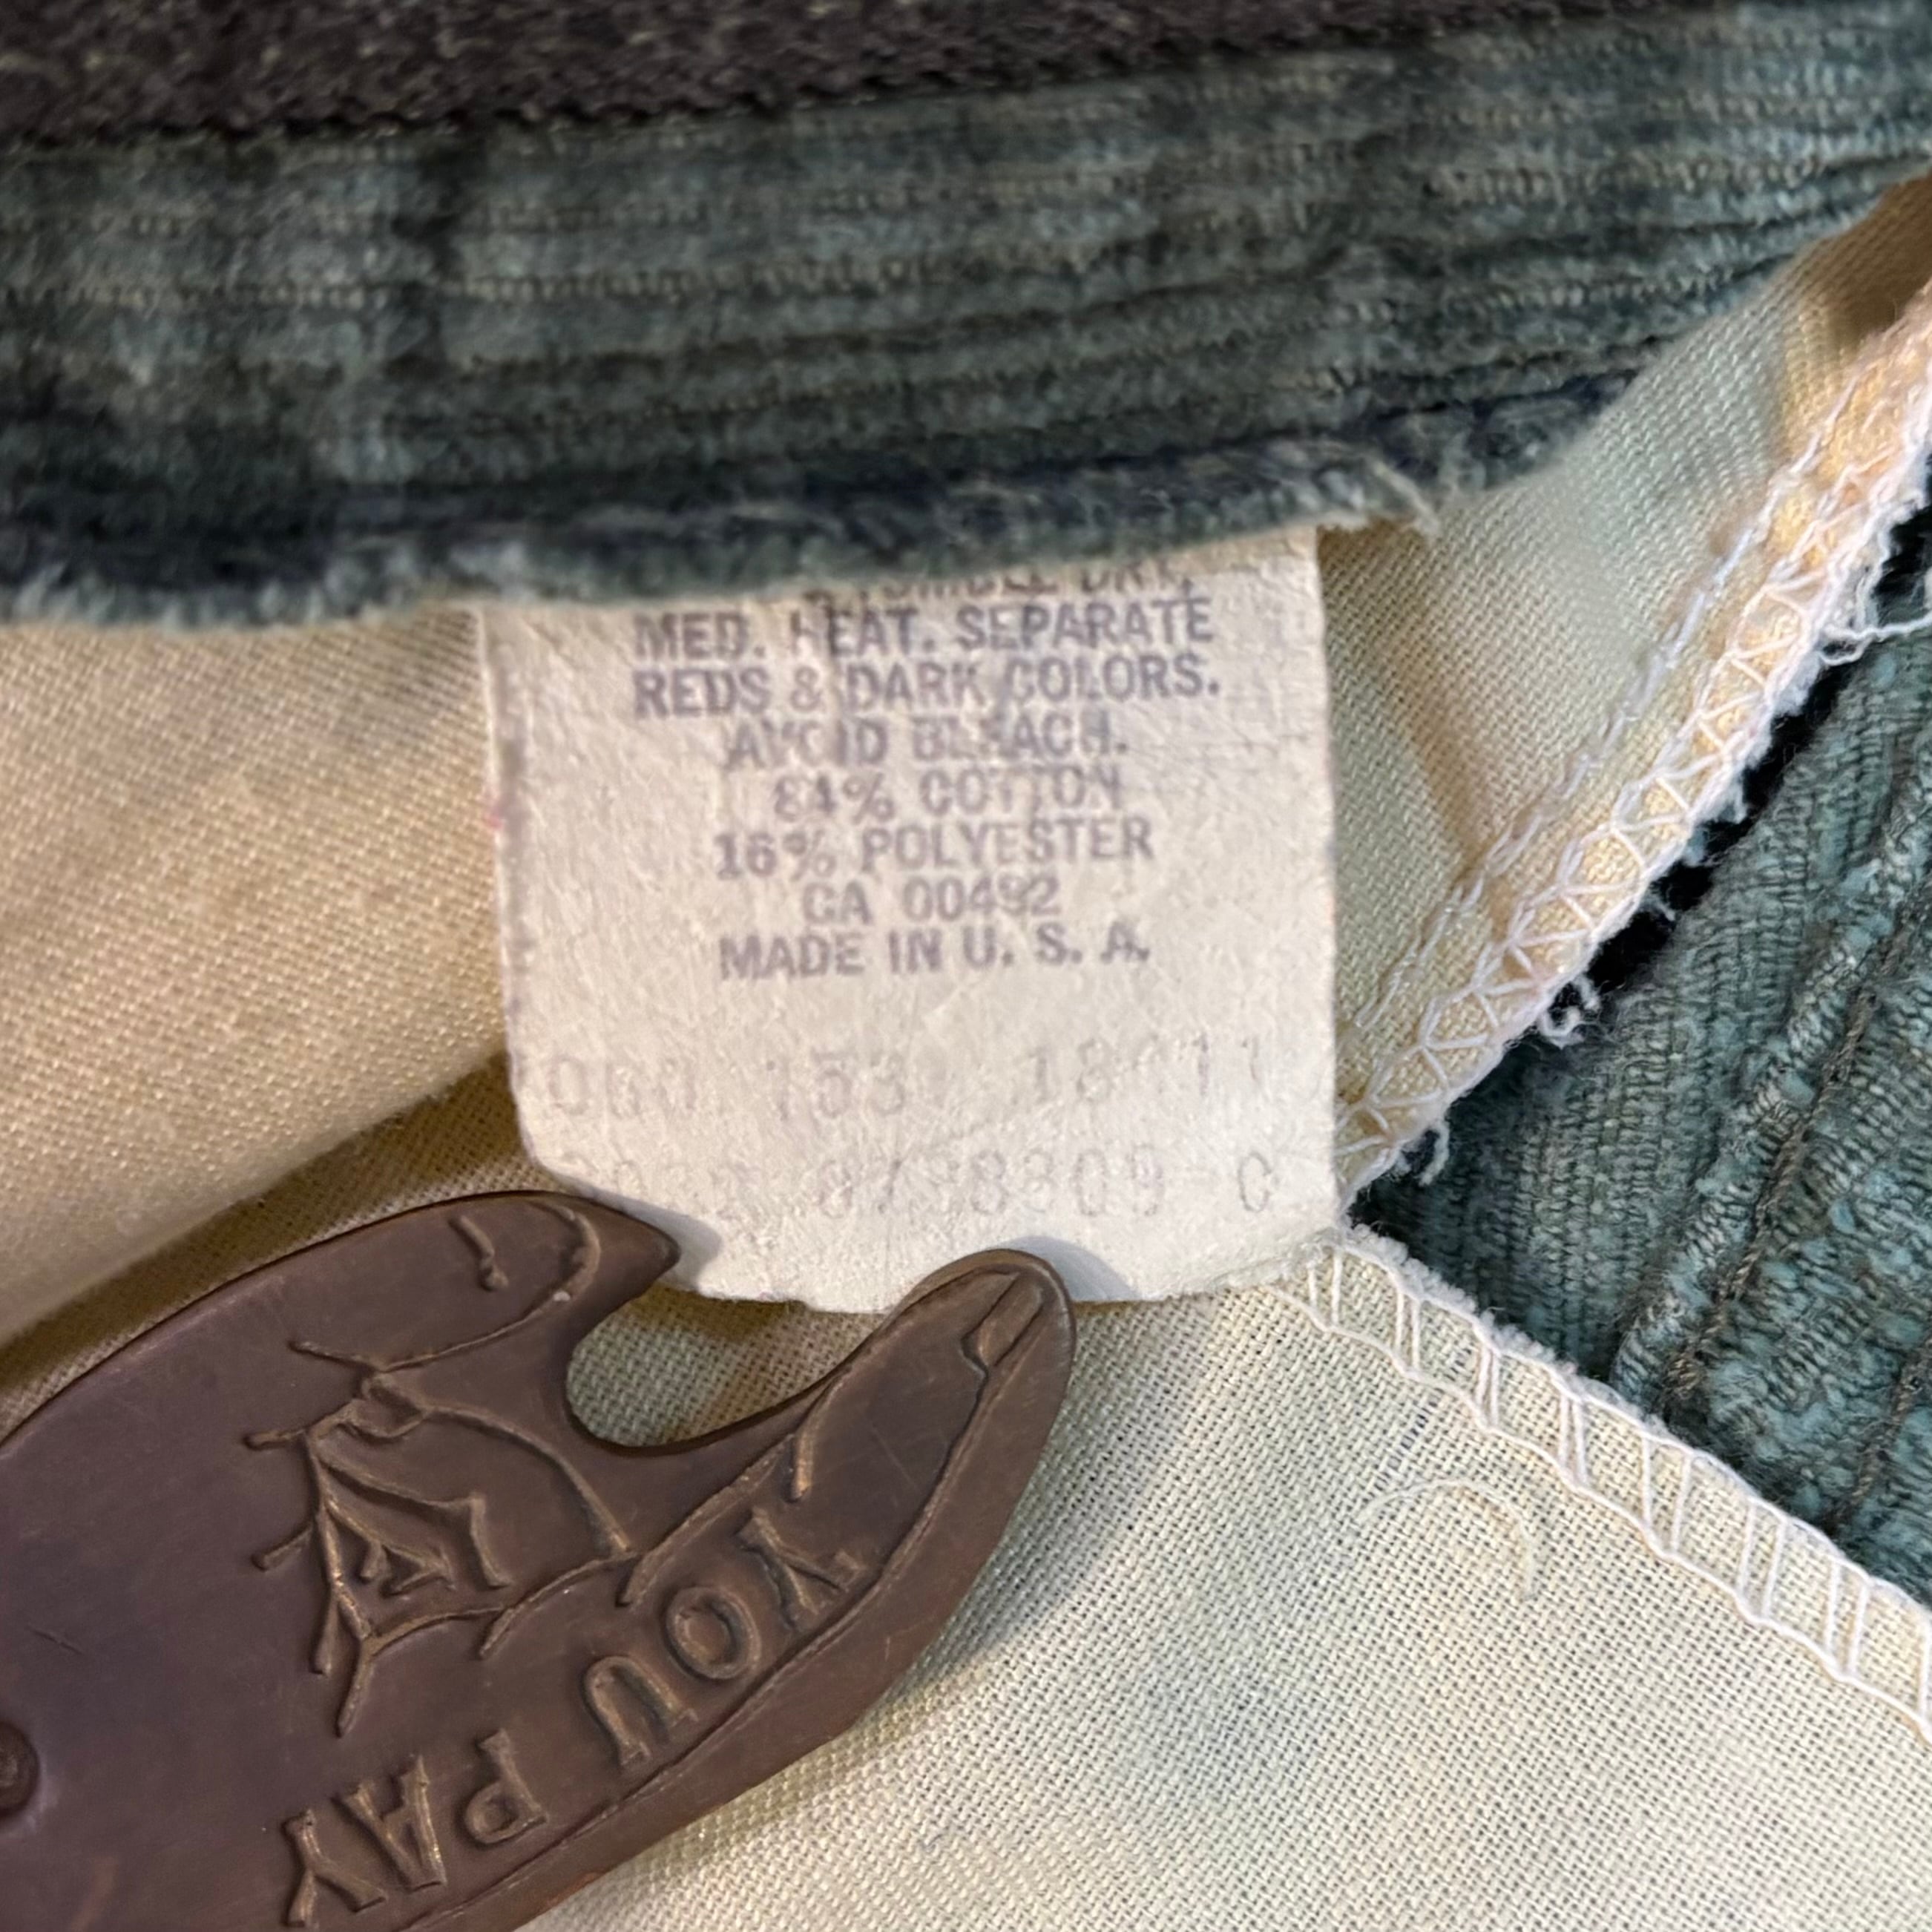 MED. HEAT. SEPARATE
REDS & DARK COLORS.
AVOID BLEACH.
84% COTTON
16% POLYESTER
CA 00492
MADE IN U. S. A.
YOU PAY